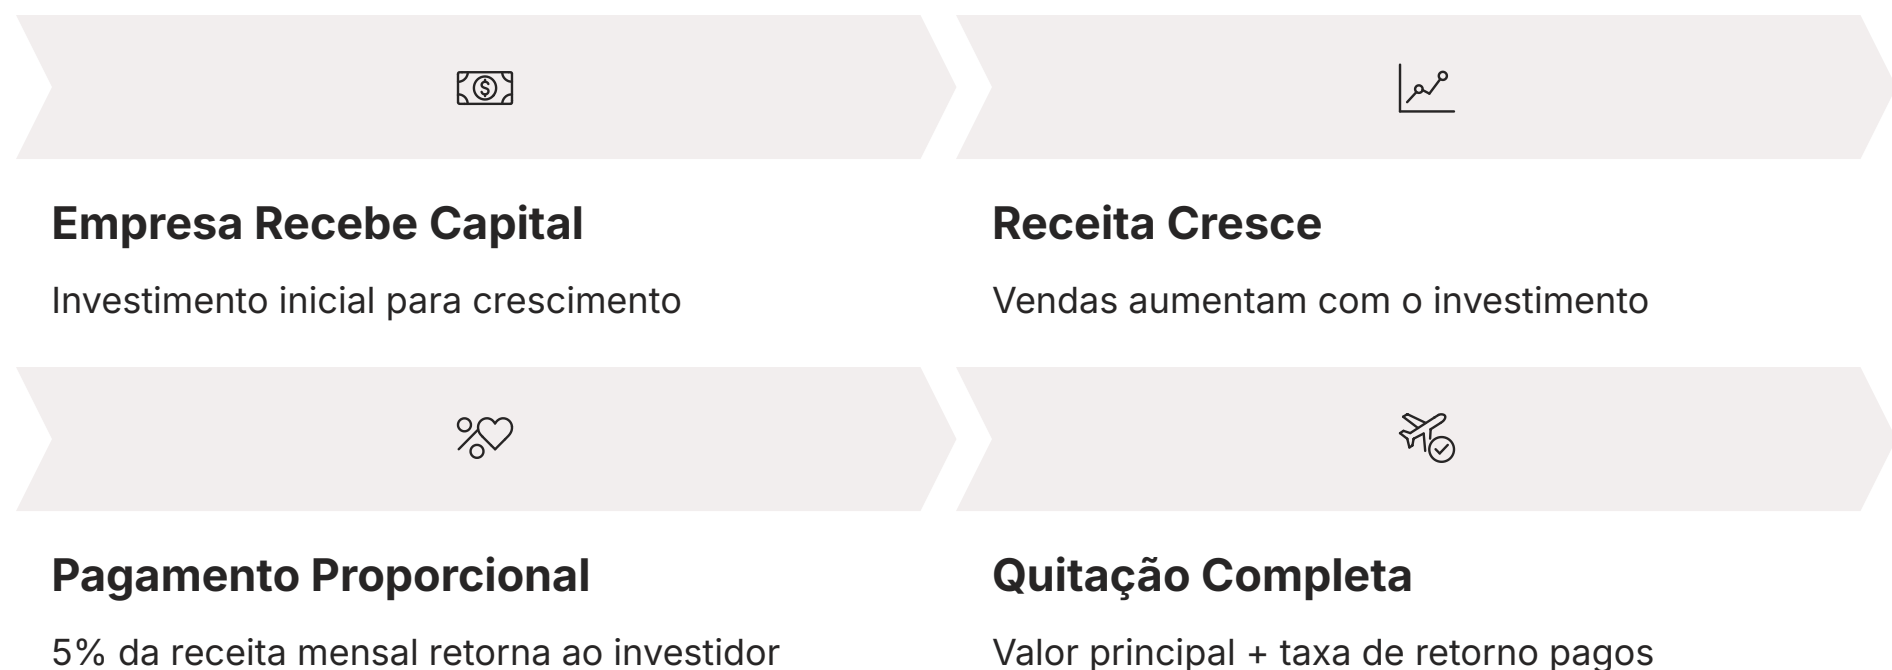 Empresa Recebe Capital
Investimento inicial para crescimento
Receita Cresce
Vendas aumentam com o investimento
Pagamento Proporcional
5% da receita mensal retorna ao investidor
Quitação Completa
Valor principal + taxa de retorno pagos